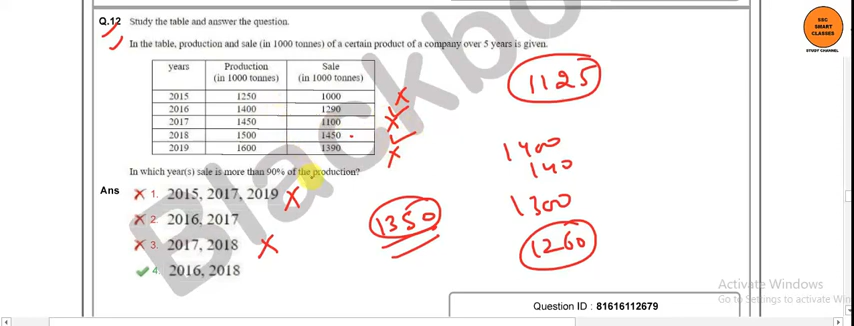 Q.12 Study the table and answer the question.
SSC SMART CLASSES
STUDY CHANNEL
In the table, production and sale (in 1000 tonnes) of a certain product of a company over 5 years is given.
years Production (in 1000 tonnes) Sale (in 1000 tonnes)
2015 1250 1000
2016 1400 1290
2017 1450 1100
2018 1500 1450
2019 1600 1390
1125
1400
140
1300
1260
1350
In which year(s) sale is more than 90% of the production?
Ans 1. 2015, 2017, 2019
2. 2016, 2017
3. 2017, 2018
4. 2016, 2018
Blackbo
Activate Windows
Go to Settings to activate Win
Question ID : 81616112679